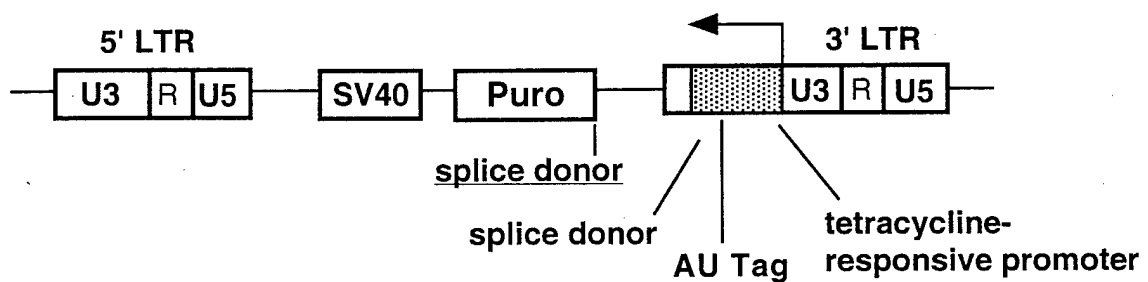 5' LTR
3' LTR
U3 R U5
SV40
Puro
U3 R U5
splice donor
splice donor
AU Tag
tetracycline-
responsive promoter